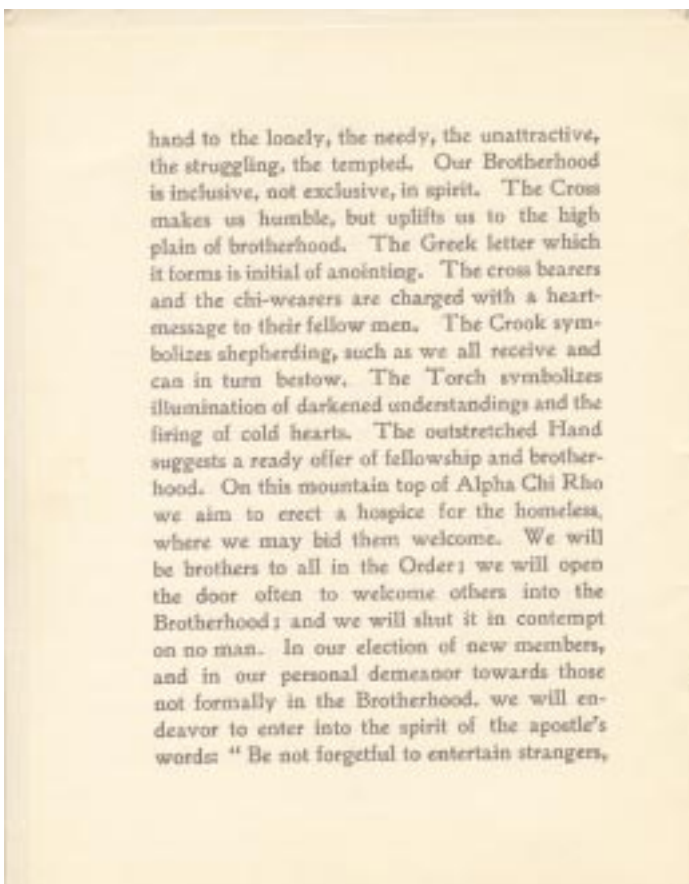 hand to the lonely, the needy, the unattractive,
the struggling, the tempted. Our Brotherhood
is inclusive, not exclusive, in spirit. The Cross
makes us humble, but uplifts us to the high
plain of brotherhood. The Greek letter which
it forms is initial of anointing. The cross bearers
and the chi-wearers are charged with a heart-
message to their fellow men. The Crook sym-
bolizes shepherding, such as we all receive and
can in turn bestow. The Torch symbolizes
illumination of darkened understandings and the
firing of cold hearts. The outstretched Hand
suggests a ready offer of fellowship and brother-
hood. On this mountain top of Alpha Chi Rho
we aim to erect a hospice for the homeless,
where we may bid them welcome. We will
be brothers to all in the Order; we will open
the door often to welcome others into the
Brotherhood; and we will shut it in contempt
on no man. In our election of new members,
and in our personal demeanor towards those
not formally in the Brotherhood, we will en-
deavor to enter into the spirit of the apostle's
words: " Be not forgetful to entertain strangers,